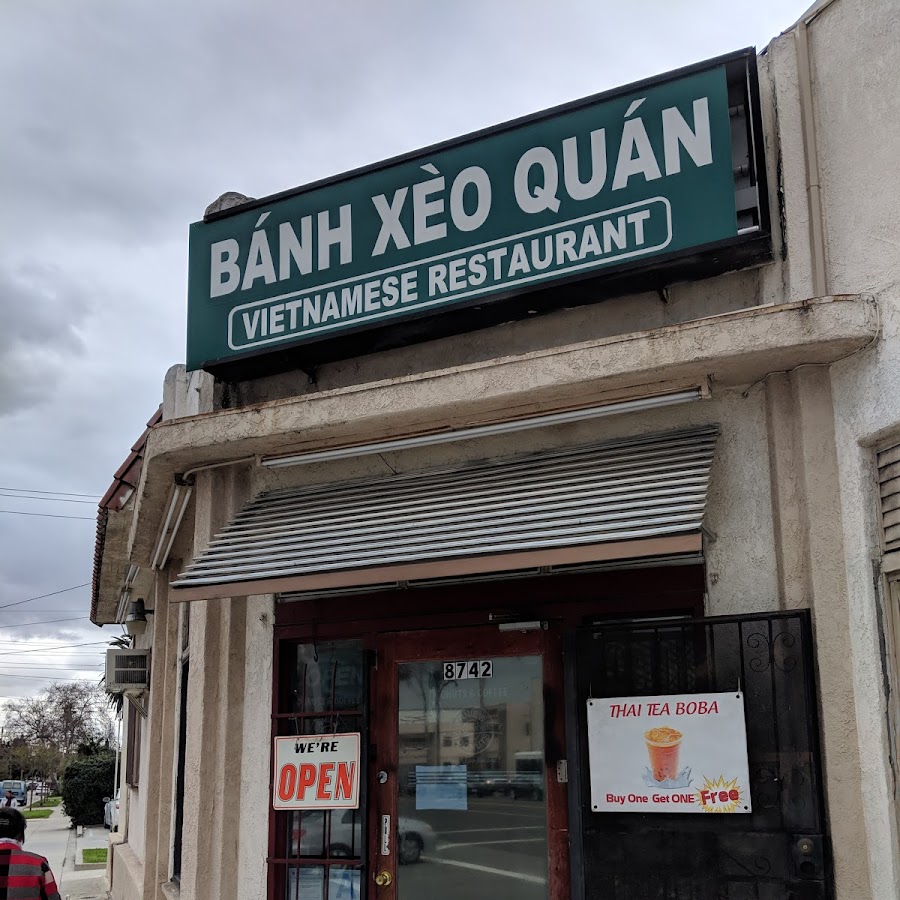 BÁNH XÈO QUÁN
VIETNAMESE RESTAURANT
8742
WE'RE
OPEN
THAI TEA BOBA
Buy One Get ONE Free